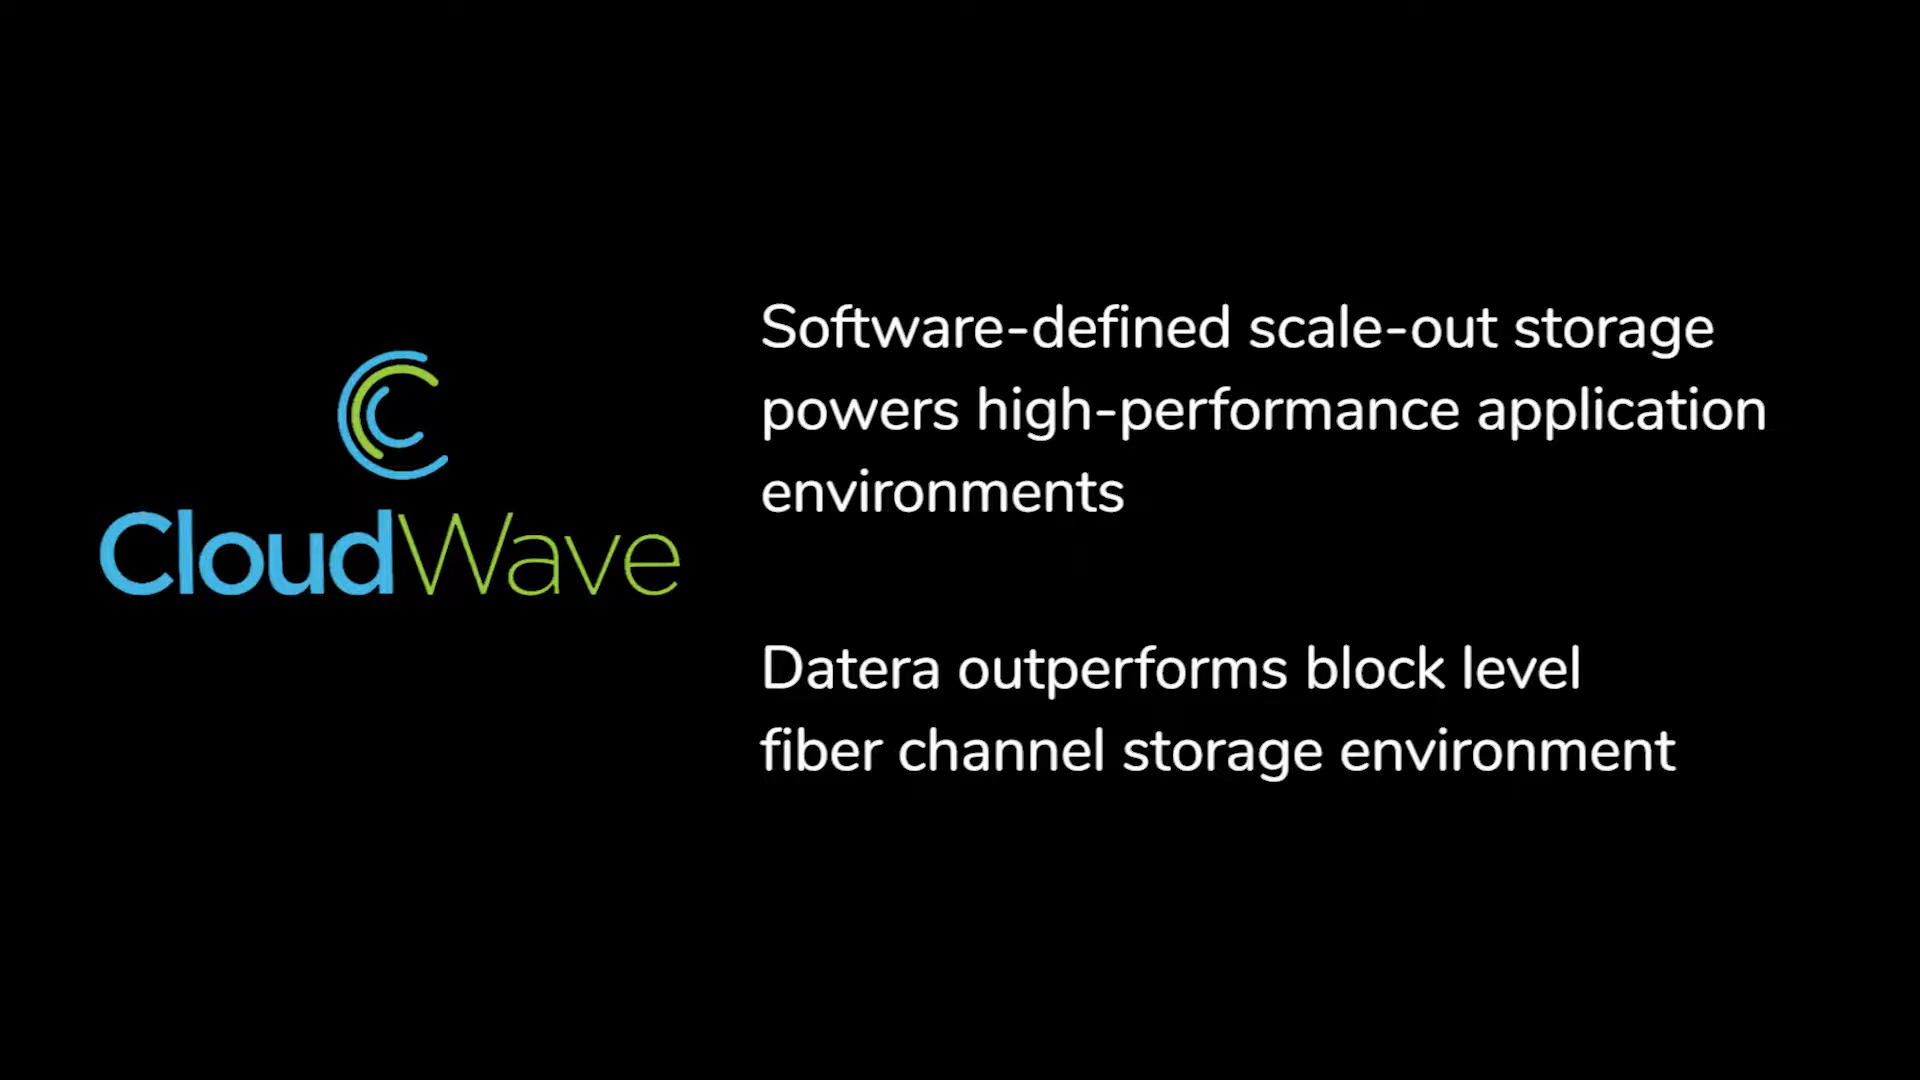 CloudWave
Software-defined scale-out storage
powers high-performance application
environments
Datera outperforms block level
fiber channel storage environment